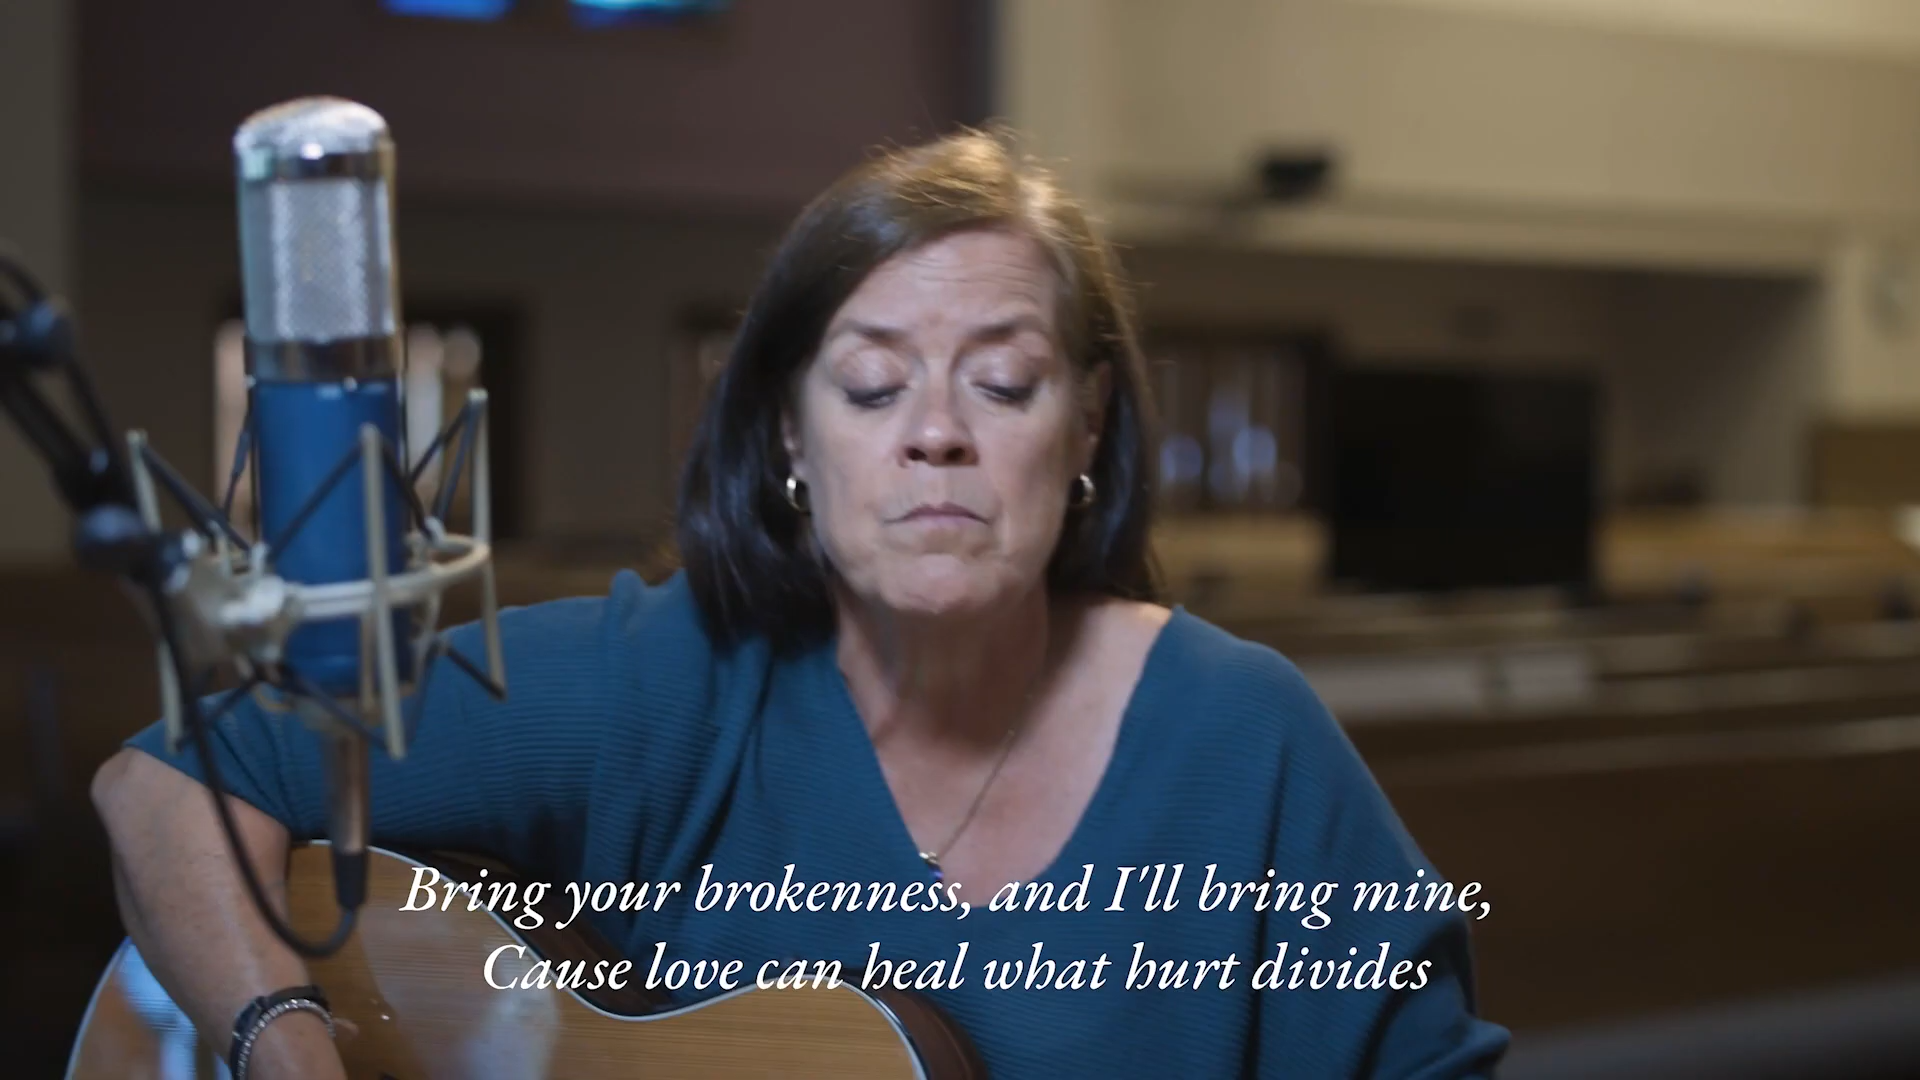 Bring your brokenness, and I'll bring mine,
Cause love can heal what hurt divides